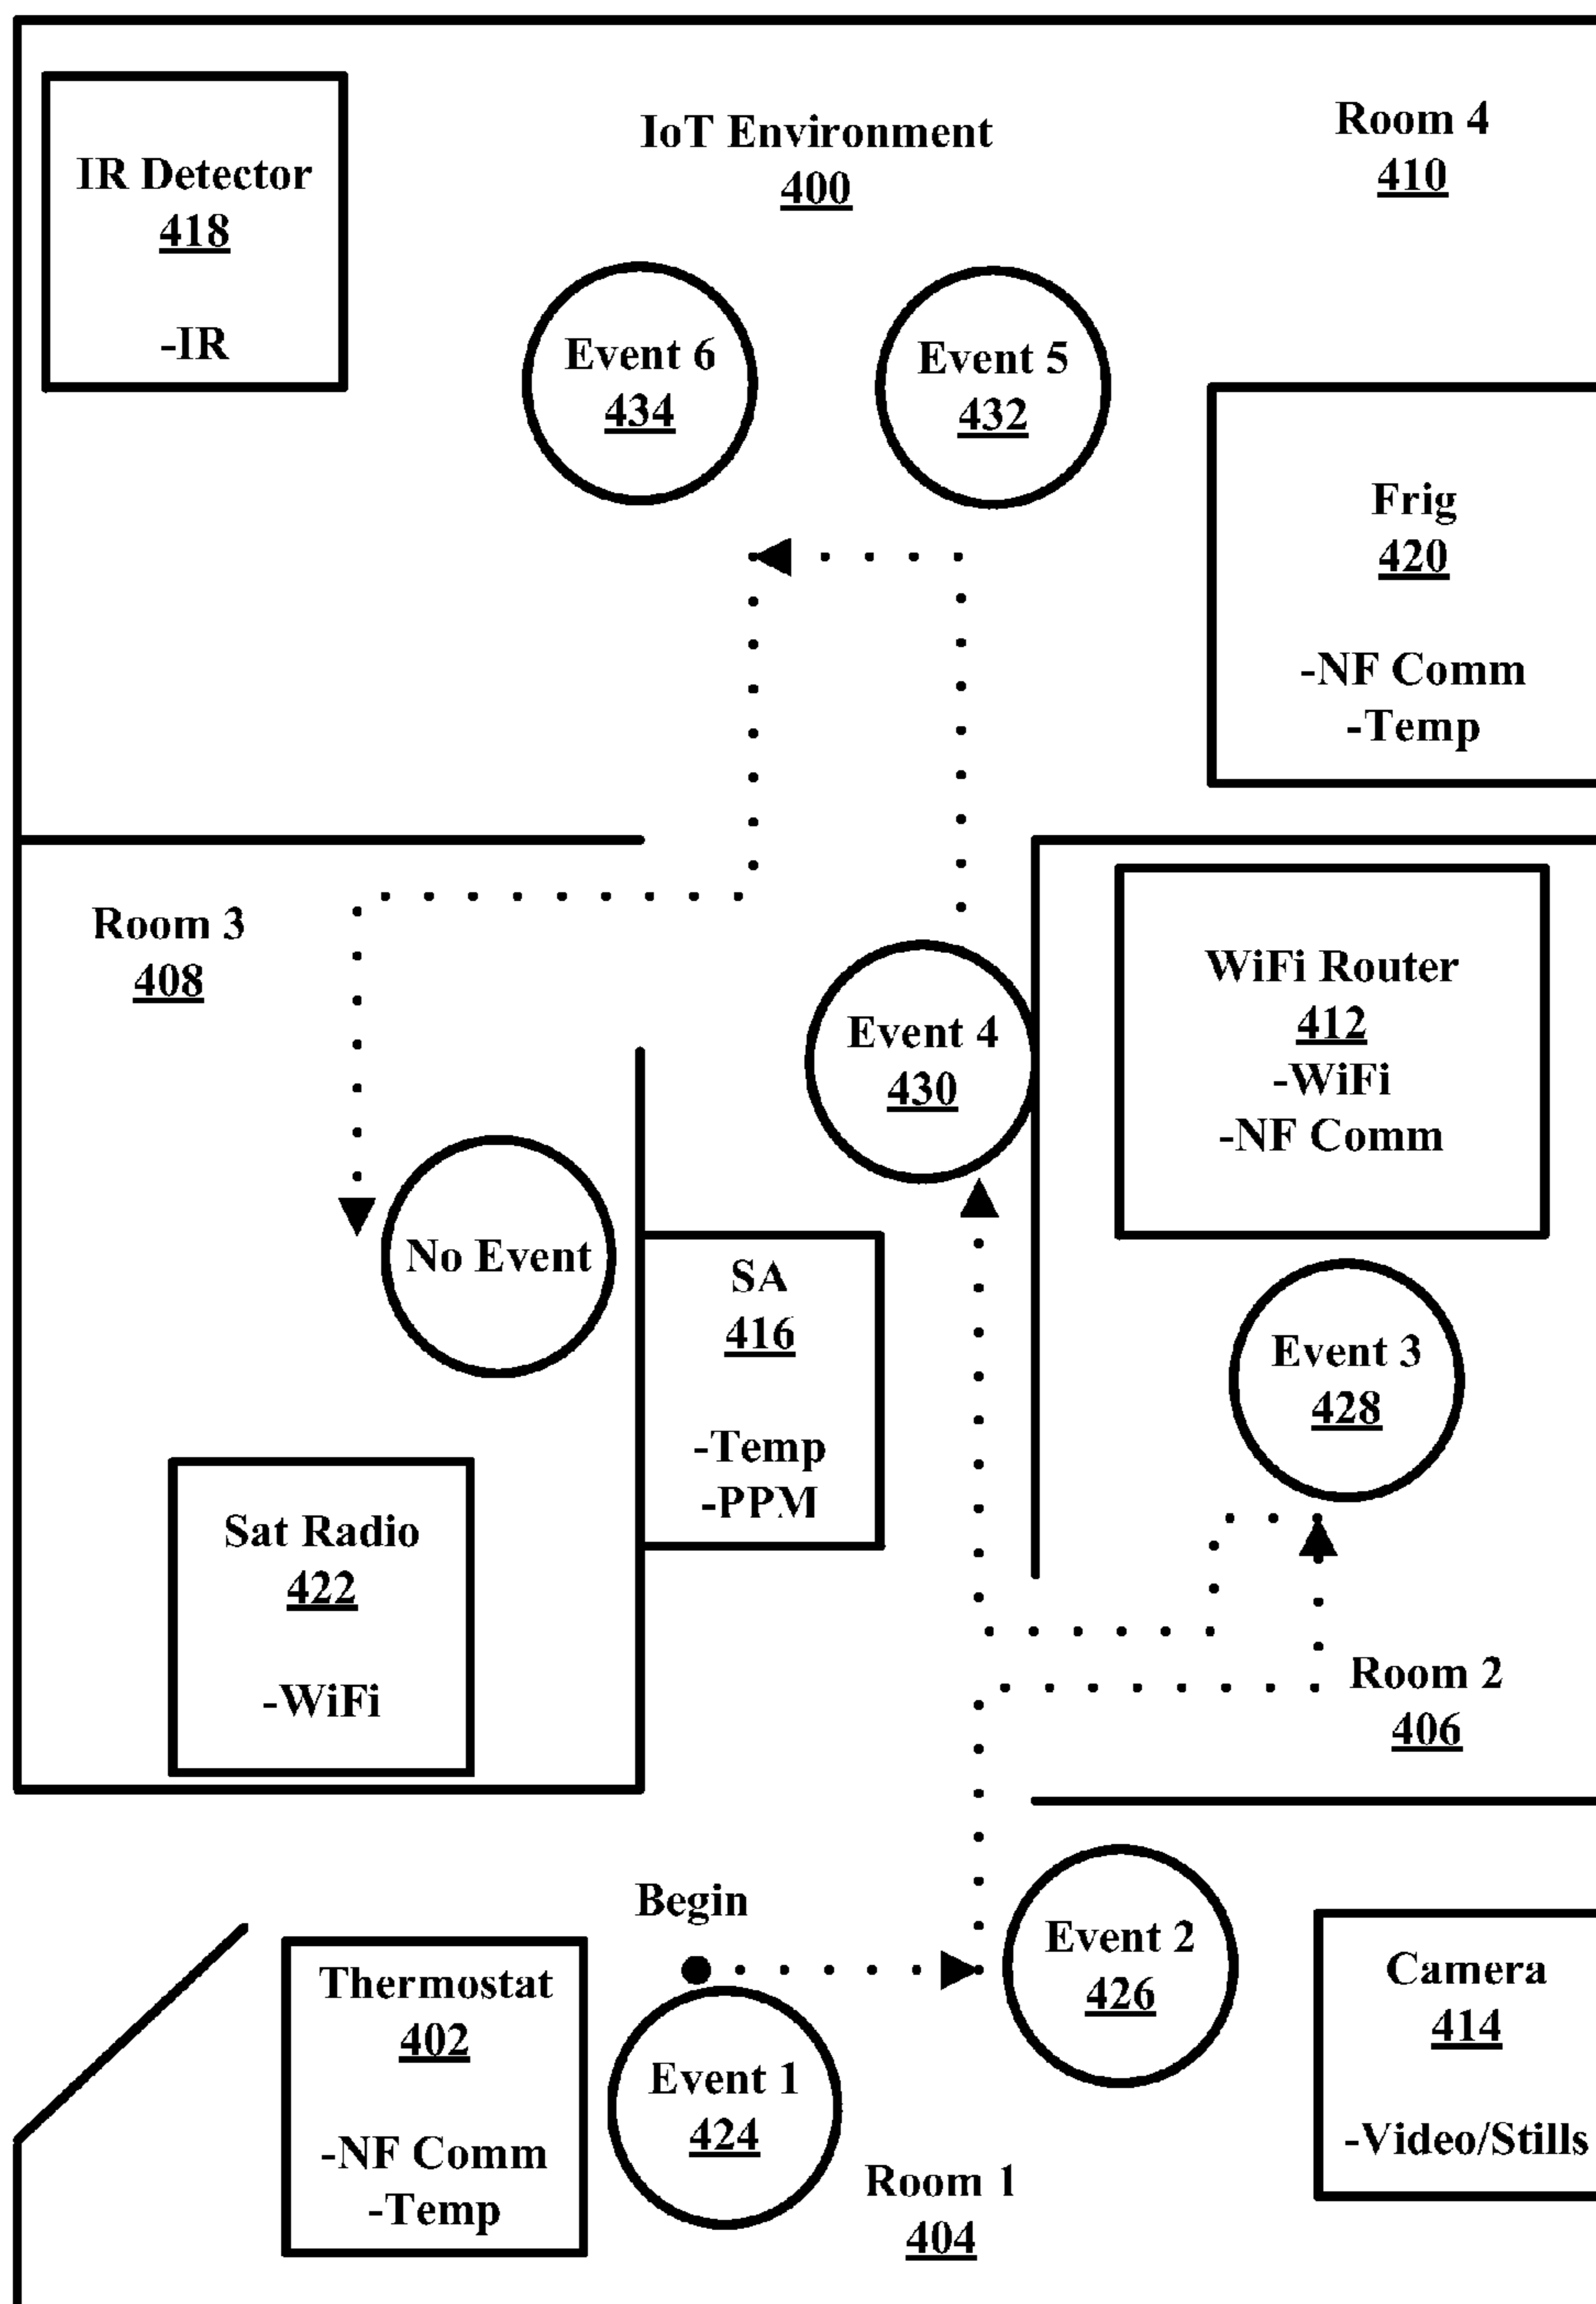 IoT Environment
400
Room 4
410
IR Detector
418
-IR
Event 6
434
Event 5
432
Frig
420
-NF Comm
-Temp
Room 3
408
WiFi Router
412
-WiFi
-NF Comm
Event 4
430
No Event
SA
416
-Temp
-PPM
Event 3
428
Sat Radio
422
-WiFi
Room 2
406
Begin
Event 2
426
Camera
414
-Video/Stills
Thermostat
402
-NF Comm
-Temp
Event 1
424
Room 1
404